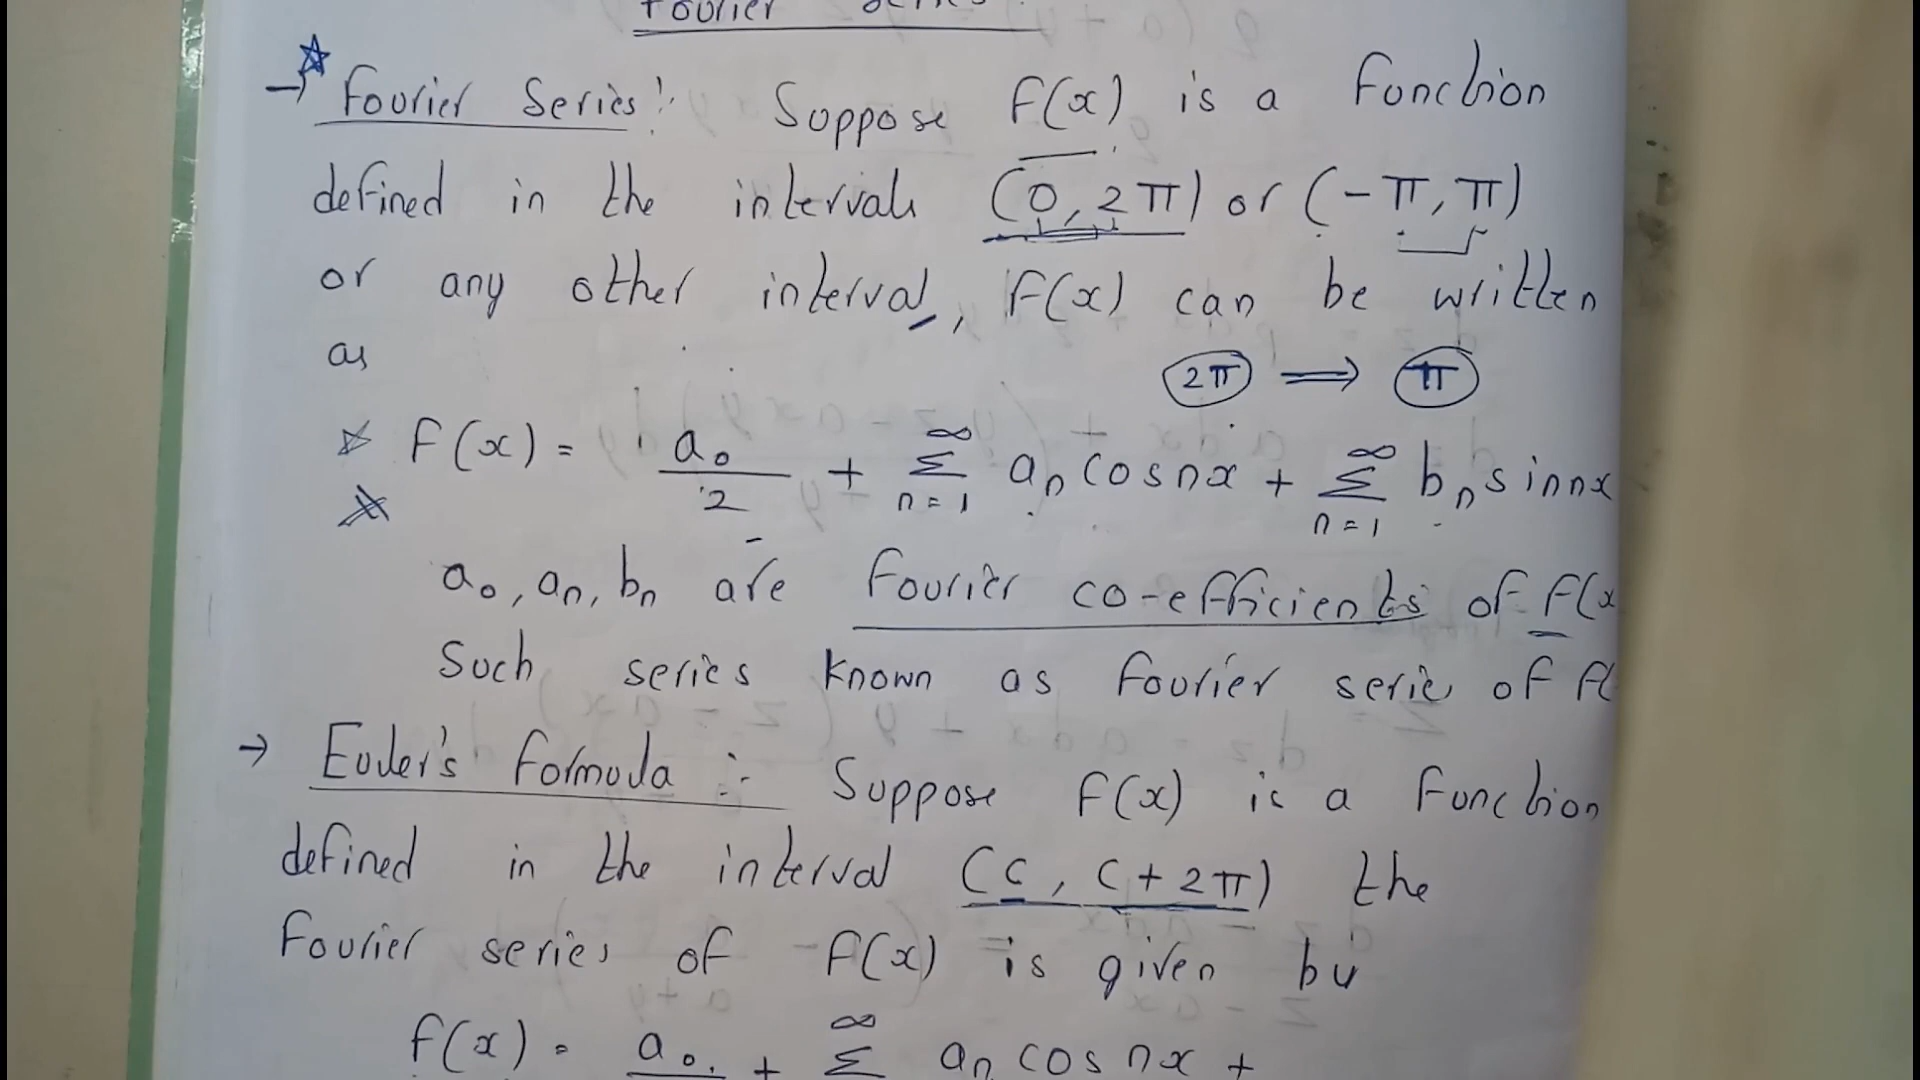 Fourier Series:
→ Fourier Series:- Suppose f(x) is a function
defined in the intervals (0, 2π) or (-π, π)
or any other interval, f(x) can be written
as
2π ⟹ π
f(x) = a₀/2 + Σ_{n=1}^{∞} aₙ cos nx + Σ_{n=1}^{∞} bₙ sin nx
a₀, aₙ, bₙ are Fourier co-efficients of f(x
Such series known as Fourier series of f(
→ Euler's Formula :- Suppose f(x) is a function
defined in the interval (c, c+2π) the
Fourier series of f(x) is given by
f(x) = a₀ + Σ^{∞} aₙ cos nx +